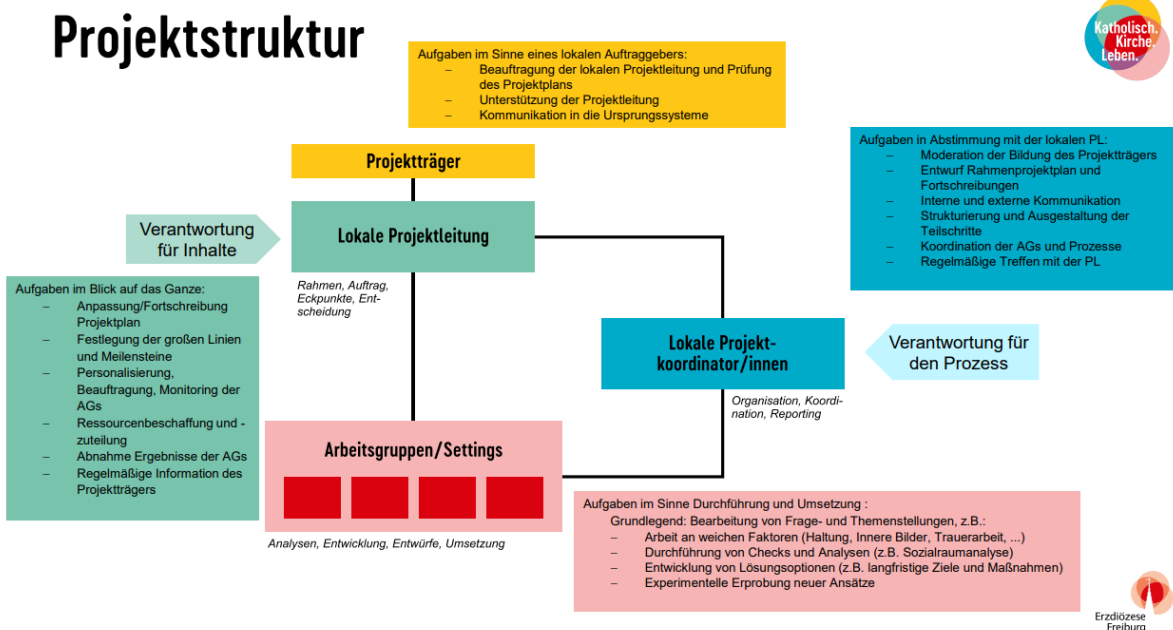 Projektstruktur
Katholisch.
Kirche.
Leben.
Aufgaben im Sinne eines lokalen Auftraggebers:
– Beauftragung der lokalen Projektleitung und Prüfung
des Projektplans
– Unterstützung der Projektleitung
– Kommunikation in die Ursprungssysteme
Projektträger
Aufgaben in Abstimmung mit der lokalen PL:
– Moderation der Bildung des Projektträgers
– Entwurf Rahmenprojektplan und
Fortschreibungen
– Interne und externe Kommunikation
– Strukturierung und Ausgestaltung der
Teilschritte
– Koordination der AGs und Prozesse
– Regelmäßige Treffen mit der PL
Verantwortung
für Inhalte
Lokale Projektleitung
Rahmen, Auftrag,
Eckpunkte, Ent-
scheidung
Aufgaben im Blick auf das Ganze:
– Anpassung/Fortschreibung
Projektplan
– Festlegung der großen Linien
und Meilensteine
– Personalisierung,
Beauftragung, Monitoring der
AGs
– Ressourcenbeschaffung und -
zuteilung
– Abnahme Ergebnisse der AGs
– Regelmäßige Information des
Projektträgers
Lokale Projekt-
koordinator/innen
Verantwortung für
den Prozess
Organisation, Koordi-
nation, Reporting
Arbeitsgruppen/Settings
Analysen, Entwicklung, Entwürfe, Umsetzung
Aufgaben im Sinne Durchführung und Umsetzung :
Grundlegend: Bearbeitung von Frage- und Themenstellungen, z.B.:
– Arbeit an weichen Faktoren (Haltung, Innere Bilder, Trauerarbeit, ...)
– Durchführung von Checks und Analysen (z.B. Sozialraumanalyse)
– Entwicklung von Lösungsoptionen (z.B. langfristige Ziele und Maßnahmen)
– Experimentelle Erprobung neuer Ansätze
Erzdiözese
Freiburg